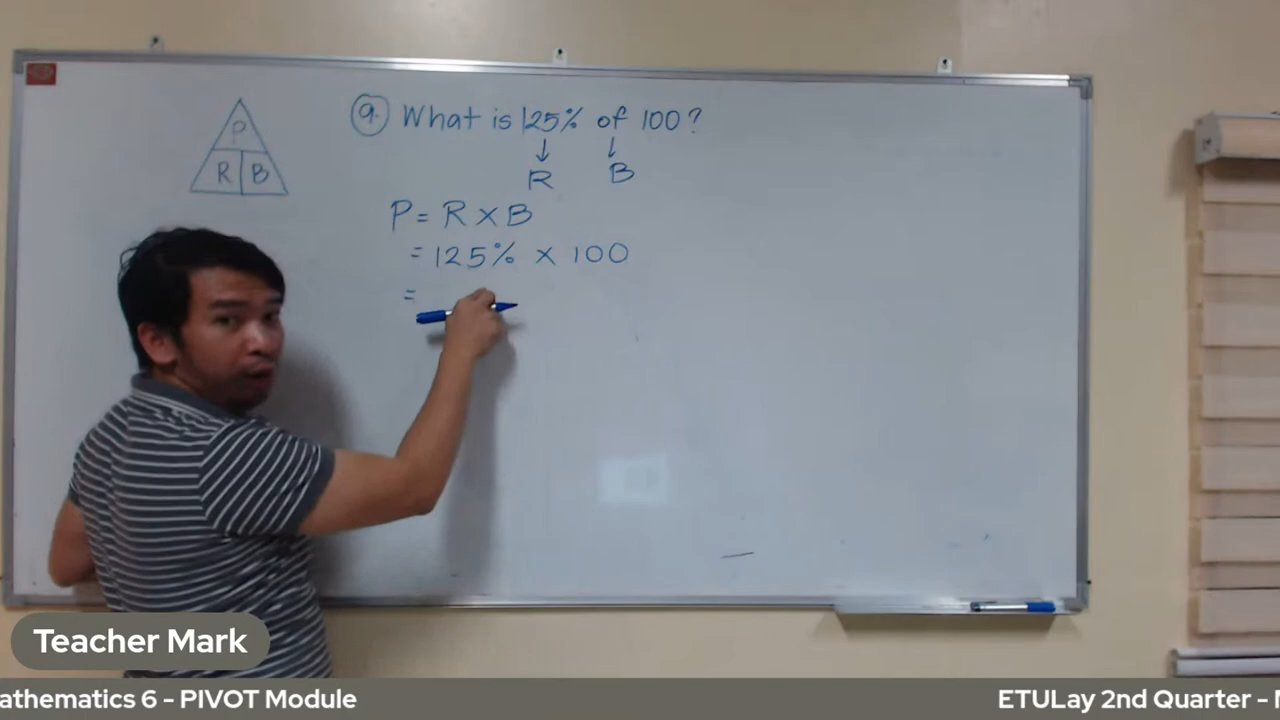 9. What is 125% of 100?
↓ ↓
R B
P
R B
P = R x B
= 125% x 100
=
Teacher Mark
athematics 6 - PIVOT Module
ETULay 2nd Quarter -